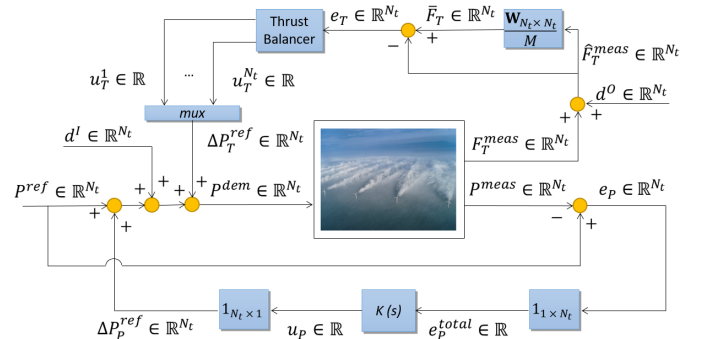 Thrust
Balancer
e_T ∈ ℝ^{N_t}
F̄_T ∈ ℝ^{N_t}
𝐖_{N_t × N_t}
M
−
+
F̂_T^{meas} ∈ ℝ^{N_t}
u_T^1 ∈ ℝ
...
u_T^{N_t} ∈ ℝ
d^O ∈ ℝ^{N_t}
+
+
mux
d^I ∈ ℝ^{N_t}
ΔP_T^{ref} ∈ ℝ^{N_t}
F_T^{meas} ∈ ℝ^{N_t}
P^{ref} ∈ ℝ^{N_t}
+
+
+
+
+
+
P^{dem} ∈ ℝ^{N_t}
P^{meas} ∈ ℝ^{N_t}
e_P ∈ ℝ^{N_t}
−
+
1_{N_t × 1}
K (s)
1_{1 × N_t}
ΔP_P^{ref} ∈ ℝ^{N_t}
u_P ∈ ℝ
e_P^{total} ∈ ℝ